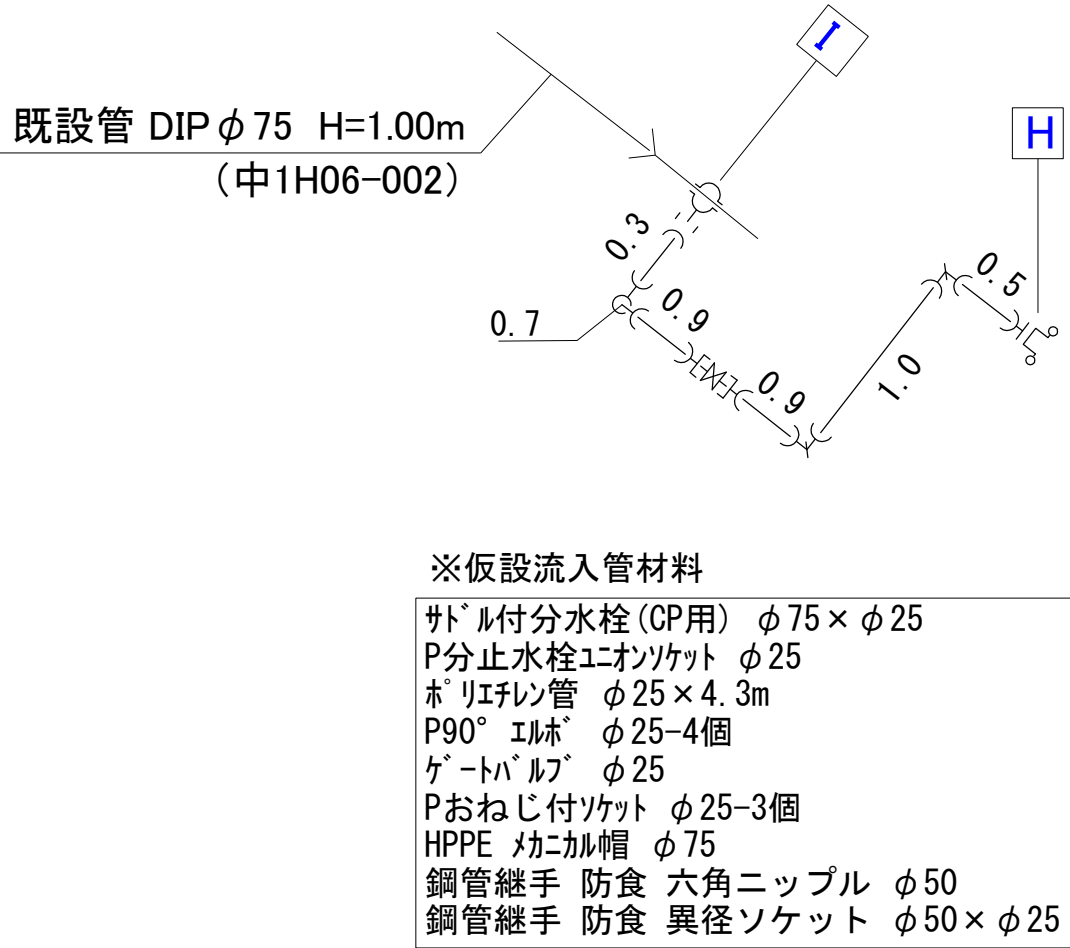 I
既設管 DIPφ75 H=1.00m
(中1H06-002)
H
0.3
0.7
0.9
0.9
1.0
0.5
※仮設流入管材料
ｻﾄﾞﾙ付分水栓(CP用) φ75×φ25
P分止水栓ﾕﾆｵﾝｿｹｯﾄ φ25
ﾎﾟﾘｴﾁﾚﾝ管 φ25×4.3m
P90° ｴﾙﾎﾞ φ25-4個
ｹﾞｰﾄﾊﾞﾙﾌﾞ φ25
Pおねじ付ｿｹｯﾄ φ25-3個
HPPE ﾒｶﾆｶﾙ帽 φ75
鋼管継手 防食 六角ニップル φ50
鋼管継手 防食 異径ソケット φ50×φ25